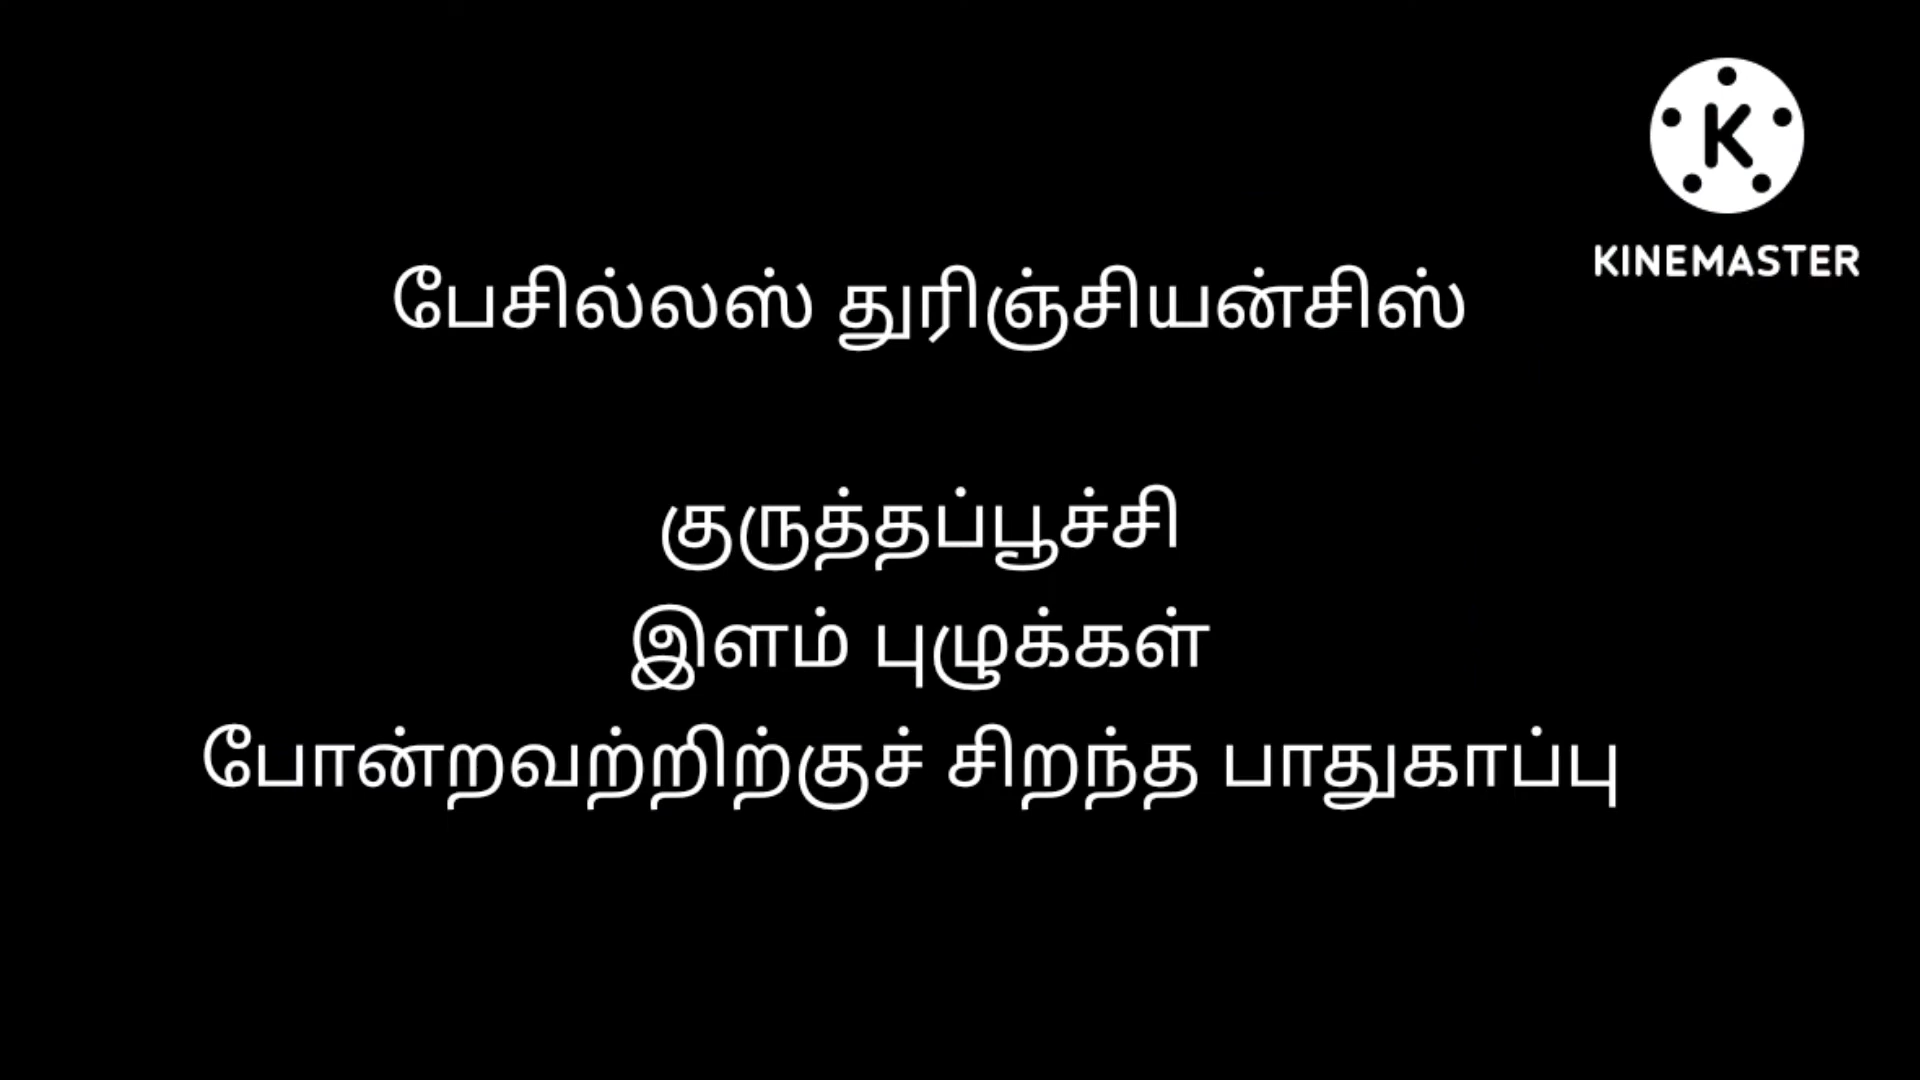 KINEMASTER
பேசில்லஸ் துரிஞ்சியன்சிஸ்
குருத்தப்பூச்சி
இளம் புழுக்கள்
போன்றவற்றிற்குச் சிறந்த பாதுகாப்பு